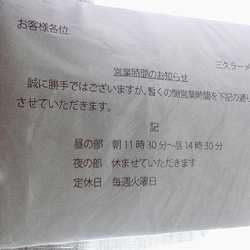 お客様各位
三久ラーメ
営業時間のお知らせ
誠に勝手ではございますが、暫くの間営業時間を下記の通り
させていただきます。
記
昼の部 朝11時30分~昼14時30分
夜の部 休ませていただきます
定休日 毎週火曜日